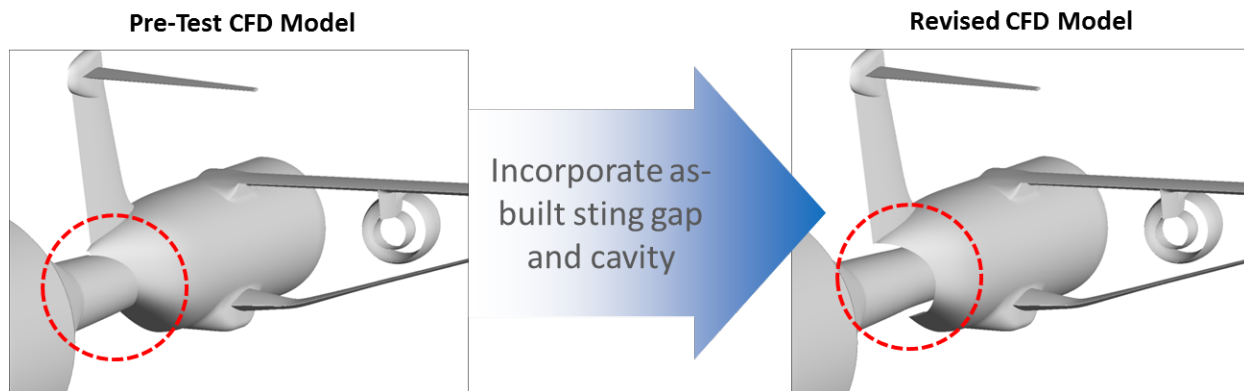 Pre-Test CFD Model
Revised CFD Model
Incorporate as-
built sting gap
and cavity